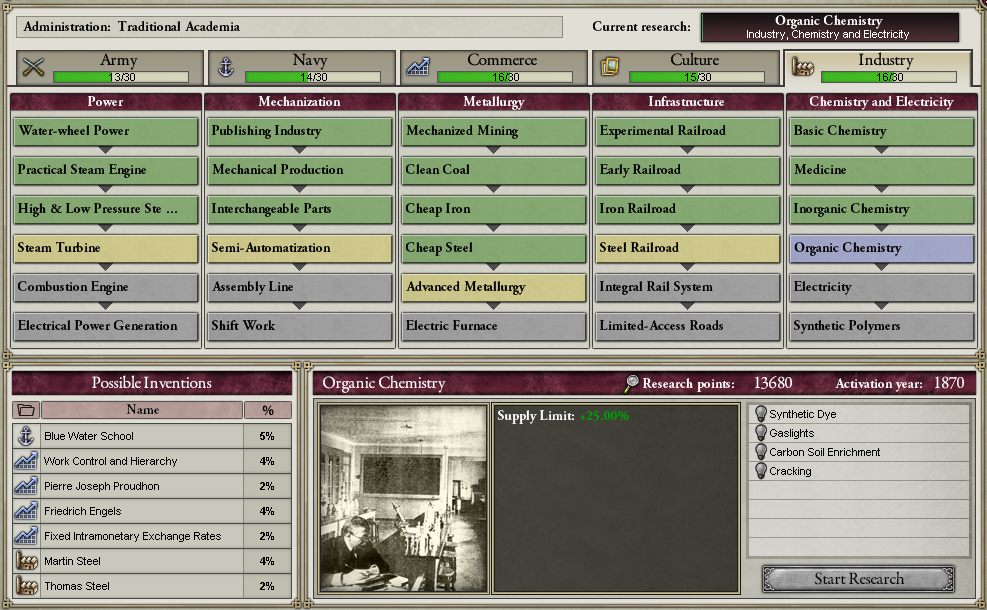 Administration: Traditional Academia
Current research:
Organic Chemistry
Industry, Chemistry and Electricity
Army
13/30
Navy
14/30
Commerce
16/30
Culture
15/30
Industry
16/30
Power
Mechanization
Metallurgy
Infrastructure
Chemistry and Electricity
Water-wheel Power
Publishing Industry
Mechanized Mining
Experimental Railroad
Basic Chemistry
Practical Steam Engine
Mechanical Production
Clean Coal
Early Railroad
Medicine
High & Low Pressure Ste ...
Interchangeable Parts
Cheap Iron
Iron Railroad
Inorganic Chemistry
Steam Turbine
Semi-Automatization
Cheap Steel
Steel Railroad
Organic Chemistry
Combustion Engine
Assembly Line
Advanced Metallurgy
Integral Rail System
Electricity
Electrical Power Generation
Shift Work
Electric Furnace
Limited-Access Roads
Synthetic Polymers
Possible Inventions
Name
%
Blue Water School
5%
Work Control and Hierarchy
4%
Pierre Joseph Proudhon
2%
Friedrich Engels
4%
Fixed Intramonetary Exchange Rates
2%
Martin Steel
4%
Thomas Steel
2%
Organic Chemistry
Research points: 13680
Activation year: 1870
Supply Limit: +25.00%
Synthetic Dye
Gaslights
Carbon Soil Enrichment
Cracking
Start Research